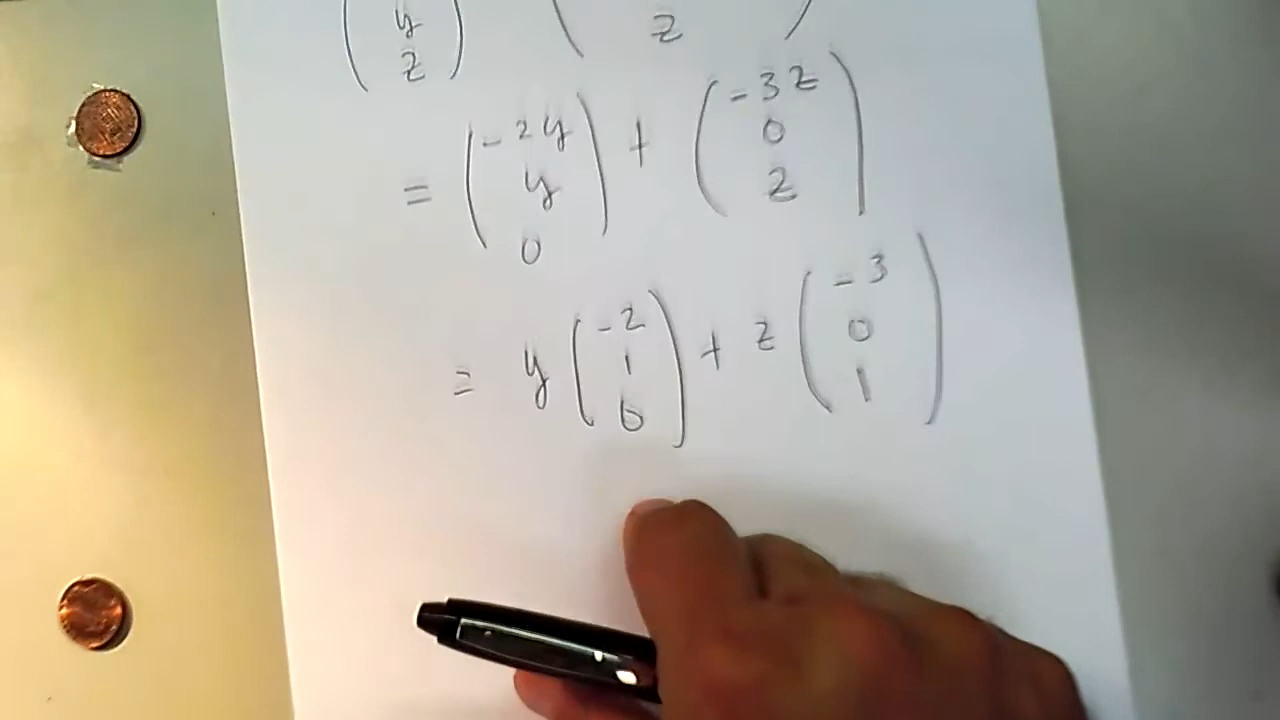 ( y z ) ( z )
= ( -2y y 0 ) + ( -3z 0 z )
= y ( -2 1 0 ) + z ( -3 0 1 )